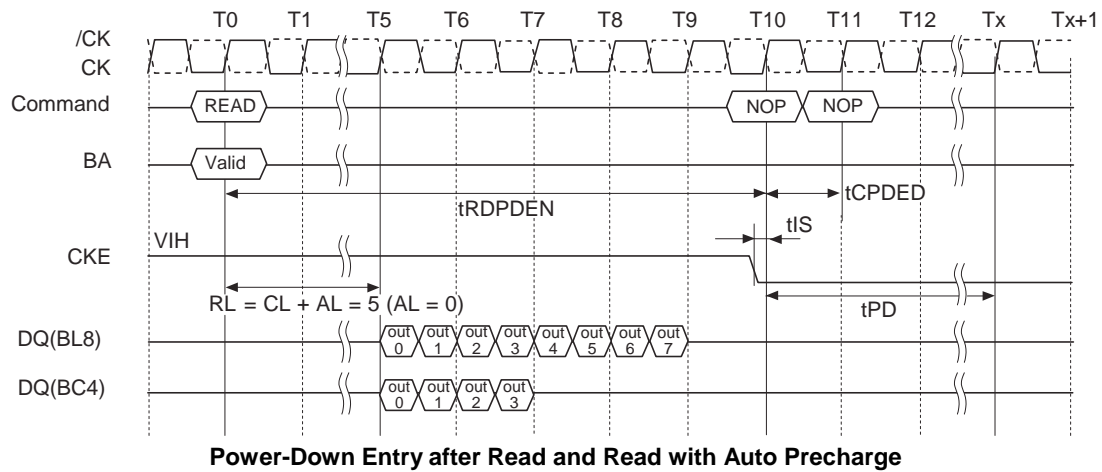 T0 T1 T5 T6 T7 T8 T9 T10 T11 T12 Tx Tx+1
/CK
CK
Command READ NOP NOP
BA Valid
tRDPDEN tCPDED
tIS
VIH
CKE
RL = CL + AL = 5 (AL = 0) tPD
DQ(BL8) out 0 out 1 out 2 out 3 out 4 out 5 out 6 out 7
DQ(BC4) out 0 out 1 out 2 out 3
Power-Down Entry after Read and Read with Auto Precharge